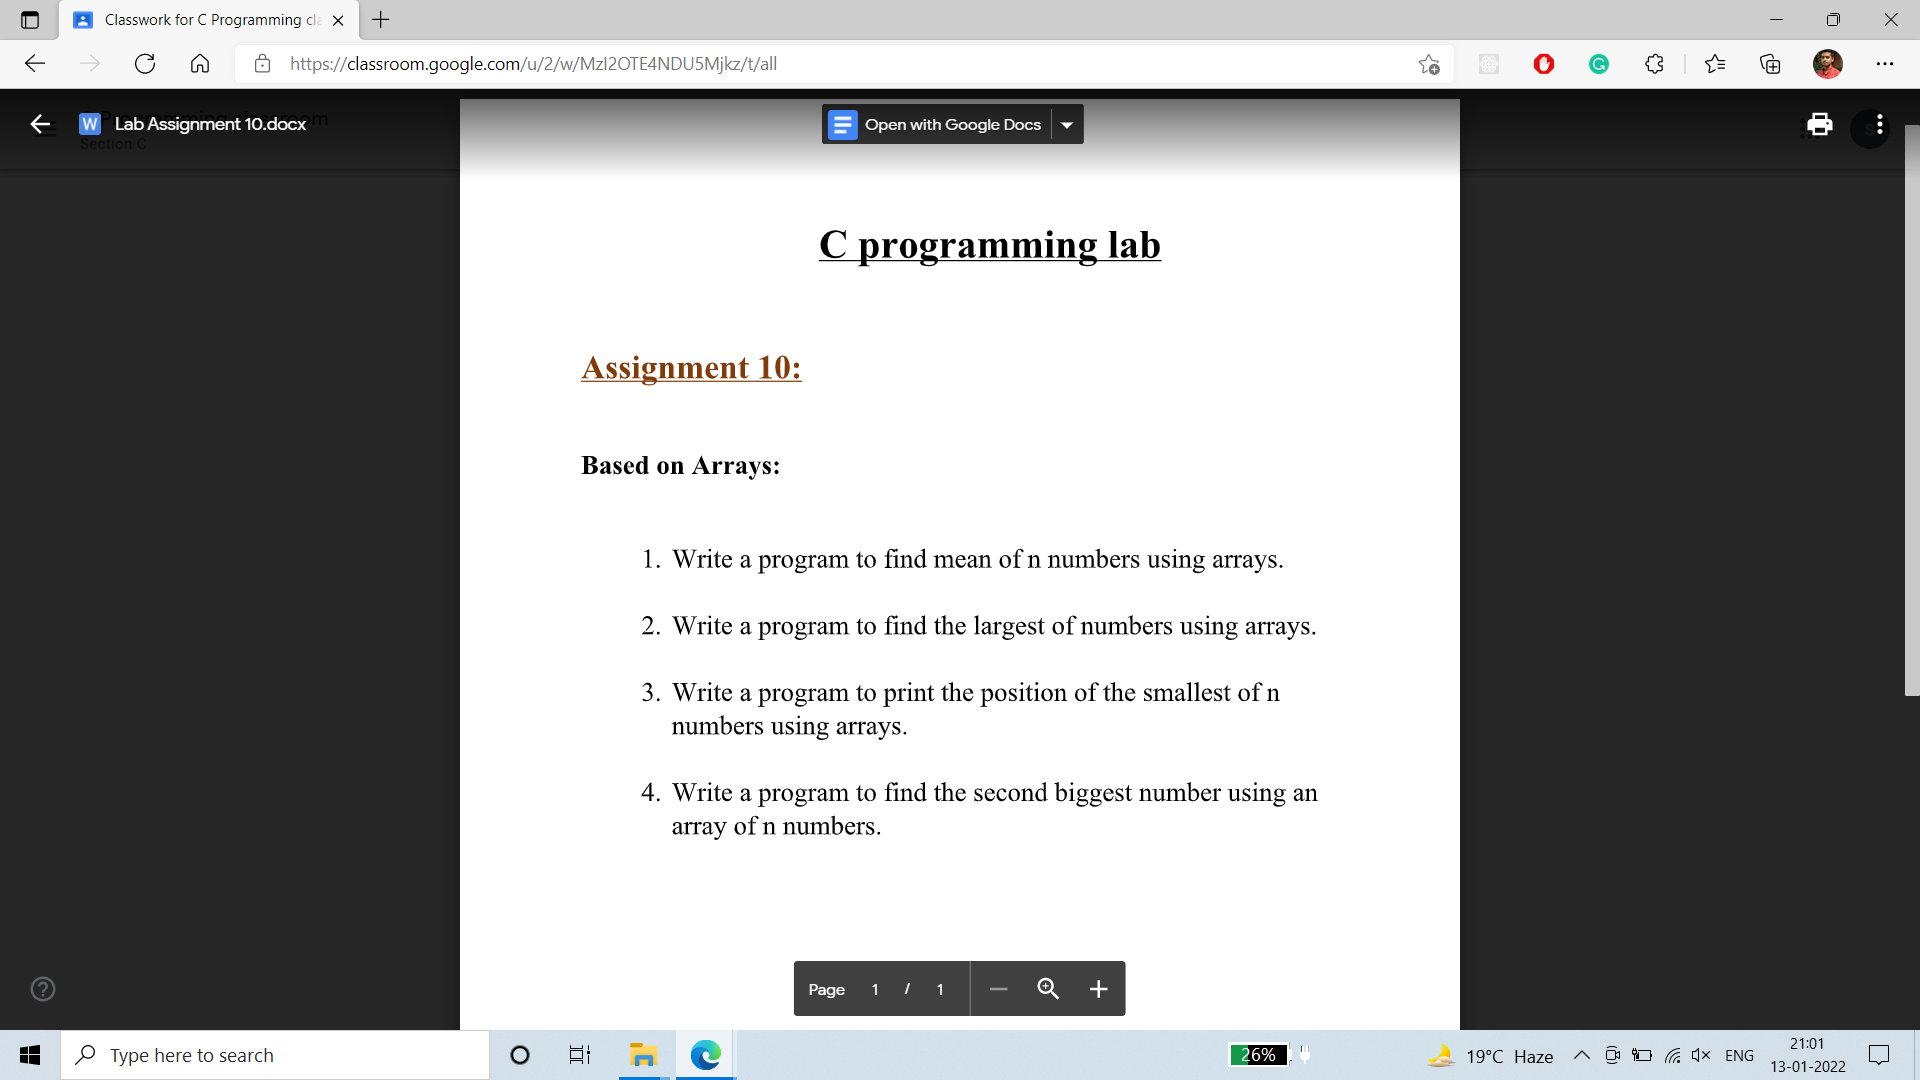 Classwork for C Programming cla
https://classroom.google.com/u/2/w/MzI2OTE4NDU5Mjkz/t/all
Lab Assignment 10.docx
Section C
Open with Google Docs
C programming lab
Assignment 10:
Based on Arrays:
1. Write a program to find mean of n numbers using arrays.
2. Write a program to find the largest of numbers using arrays.
3. Write a program to print the position of the smallest of n
numbers using arrays.
4. Write a program to find the second biggest number using an
array of n numbers.
Page 1 / 1
Type here to search
26%
19°C Haze
ENG
21:01
13-01-2022